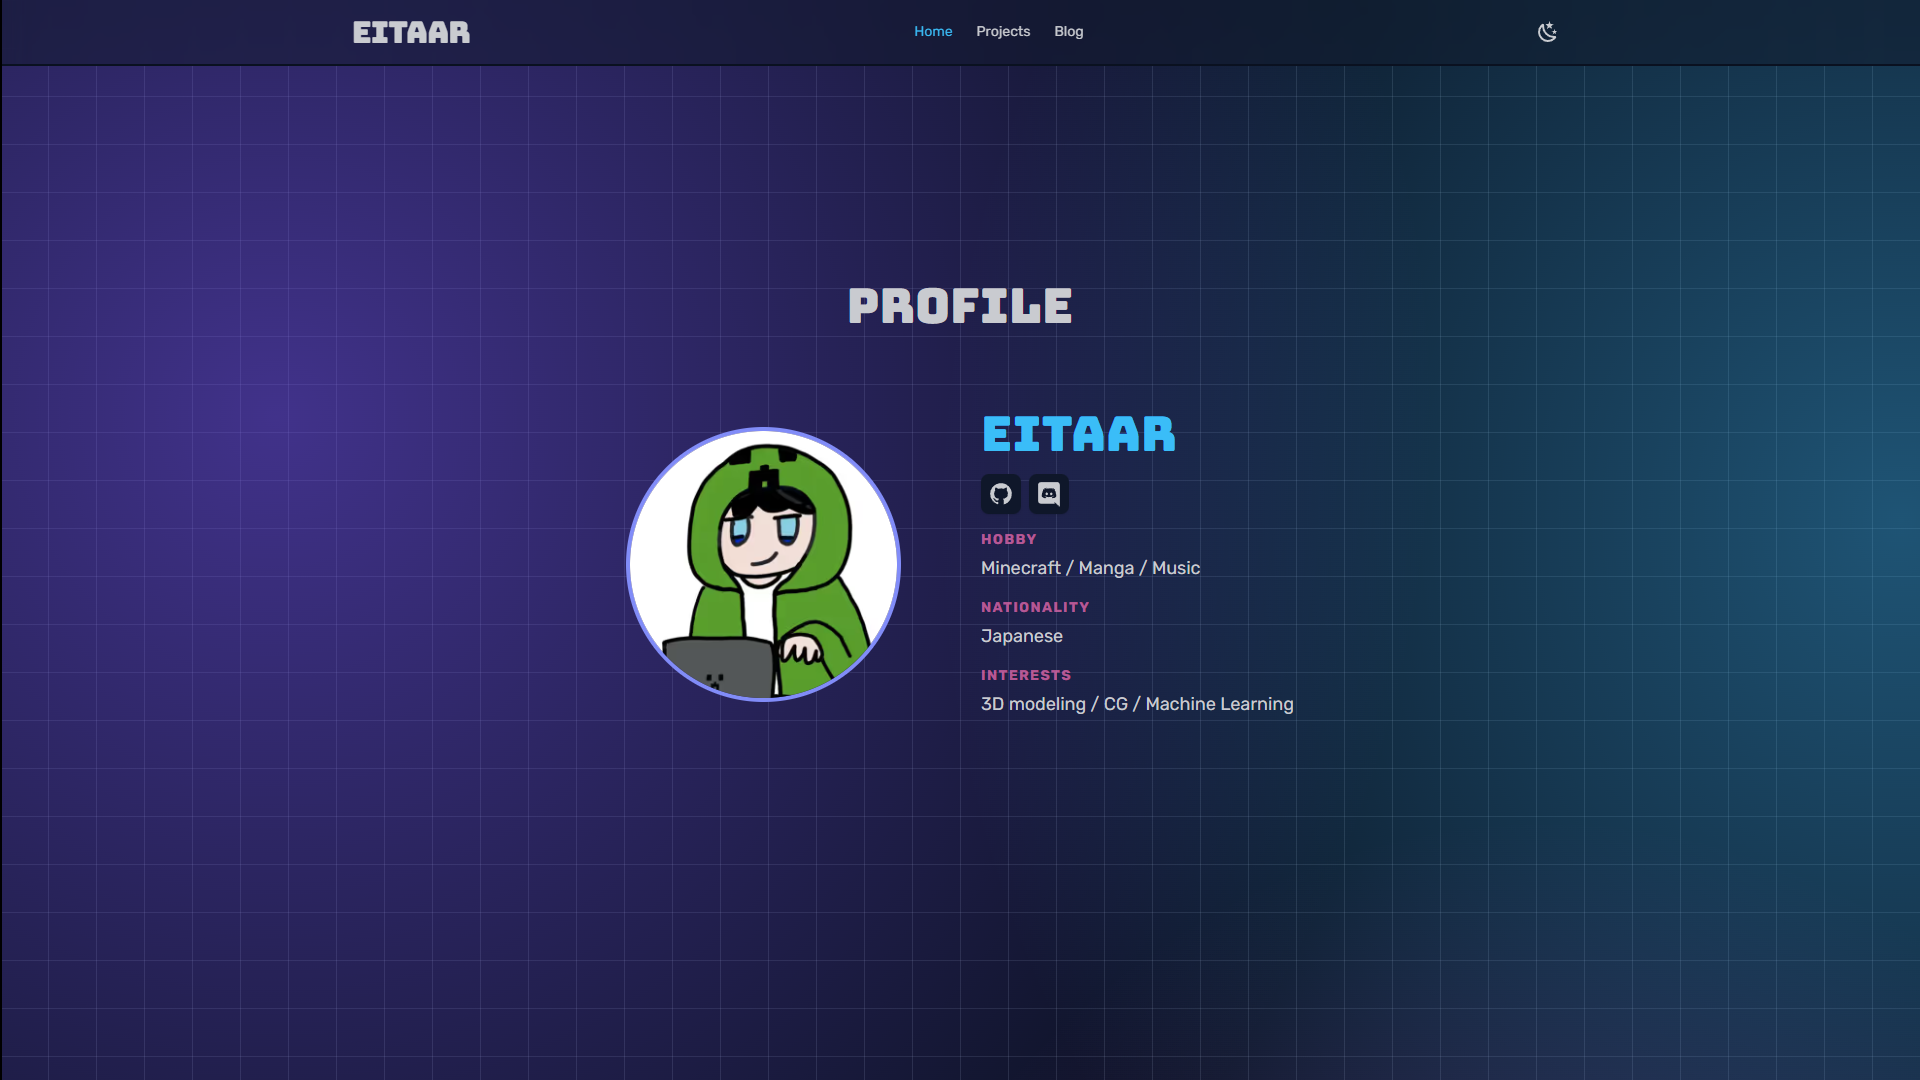 EITAAR
Home Projects Blog
PROFILE
EITAAR
HOBBY
Minecraft / Manga / Music
NATIONALITY
Japanese
INTERESTS
3D modeling / CG / Machine Learning